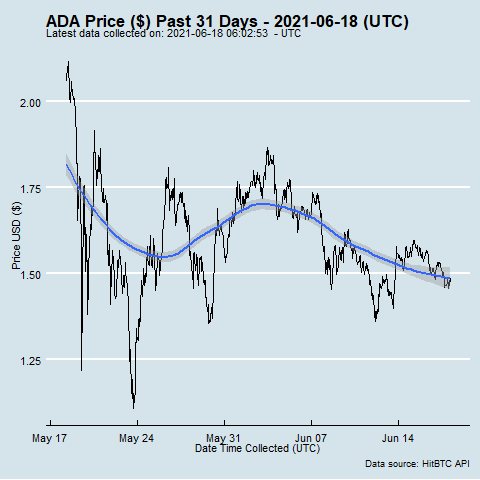 ADA Price ($) Past 31 Days - 2021-06-18 (UTC)
Latest data collected on: 2021-06-18 06:02:53 - UTC
Price USD ($)
2.00
1.75
1.50
1.25
May 17 May 24 May 31 Jun 07 Jun 14
Date Time Collected (UTC)
Data source: HitBTC API